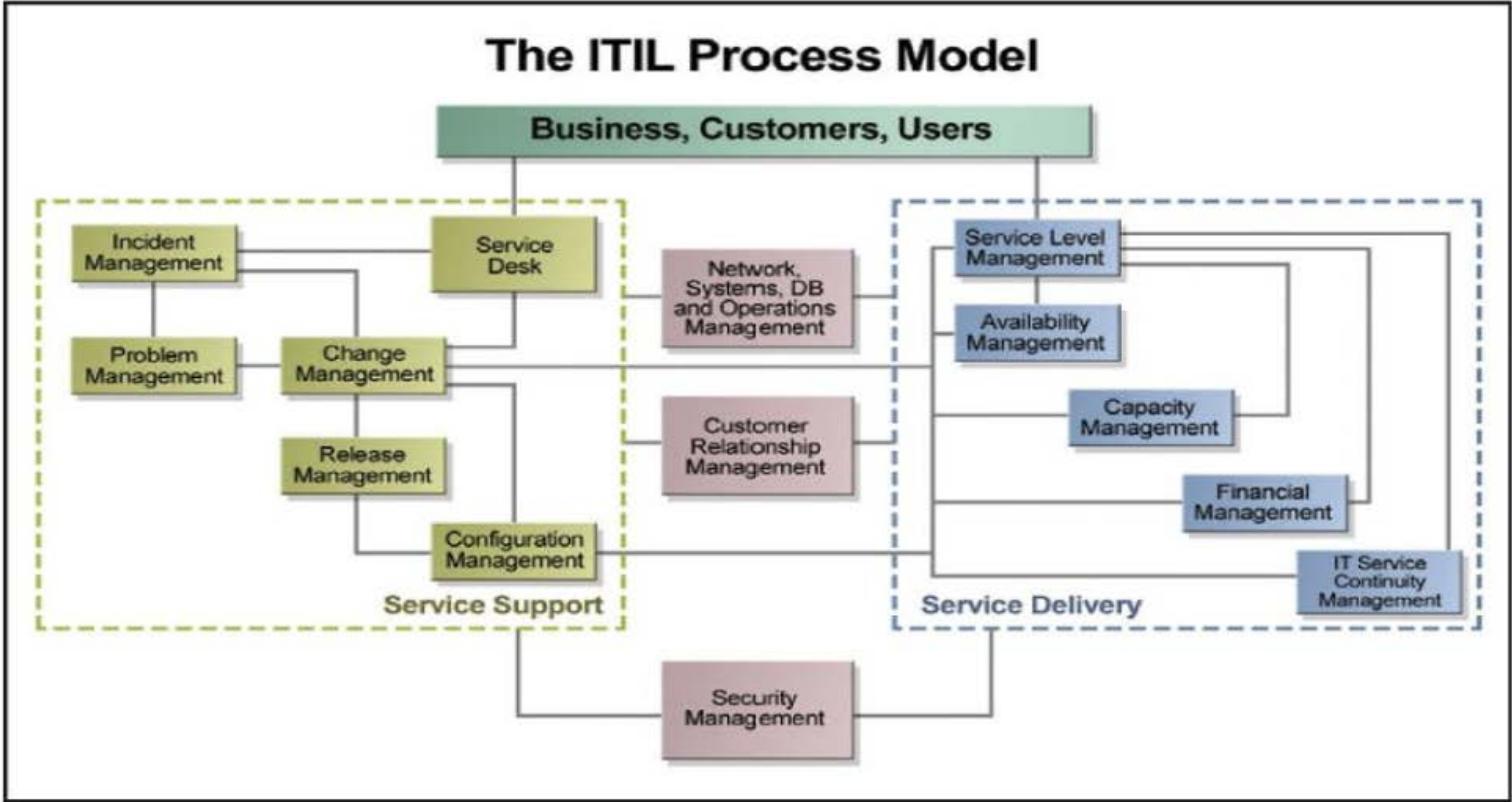 The ITIL Process Model
Business, Customers, Users
Incident
Management
Service
Desk
Problem
Management
Change
Management
Release
Management
Configuration
Management
Service Support
Network,
Systems, DB
and Operations
Management
Customer
Relationship
Management
Security
Management
Service Level
Management
Availability
Management
Capacity
Management
Financial
Management
IT Service
Continuity
Management
Service Delivery